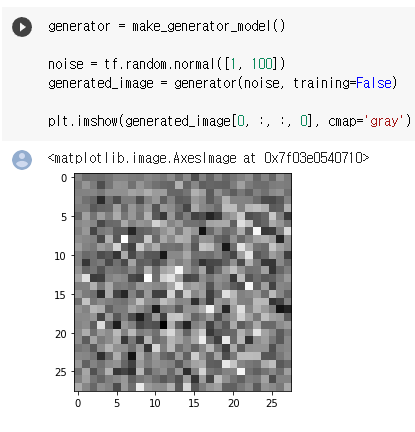 generator = make_generator_model()
noise = tf.random.normal([1, 100])
generated_image = generator(noise, training=False)
plt.imshow(generated_image[0, :, :, 0], cmap='gray')
<matplotlib.image.AxesImage at 0x7f03e0540710>
0
5
10
15
20
25
0 5 10 15 20 25